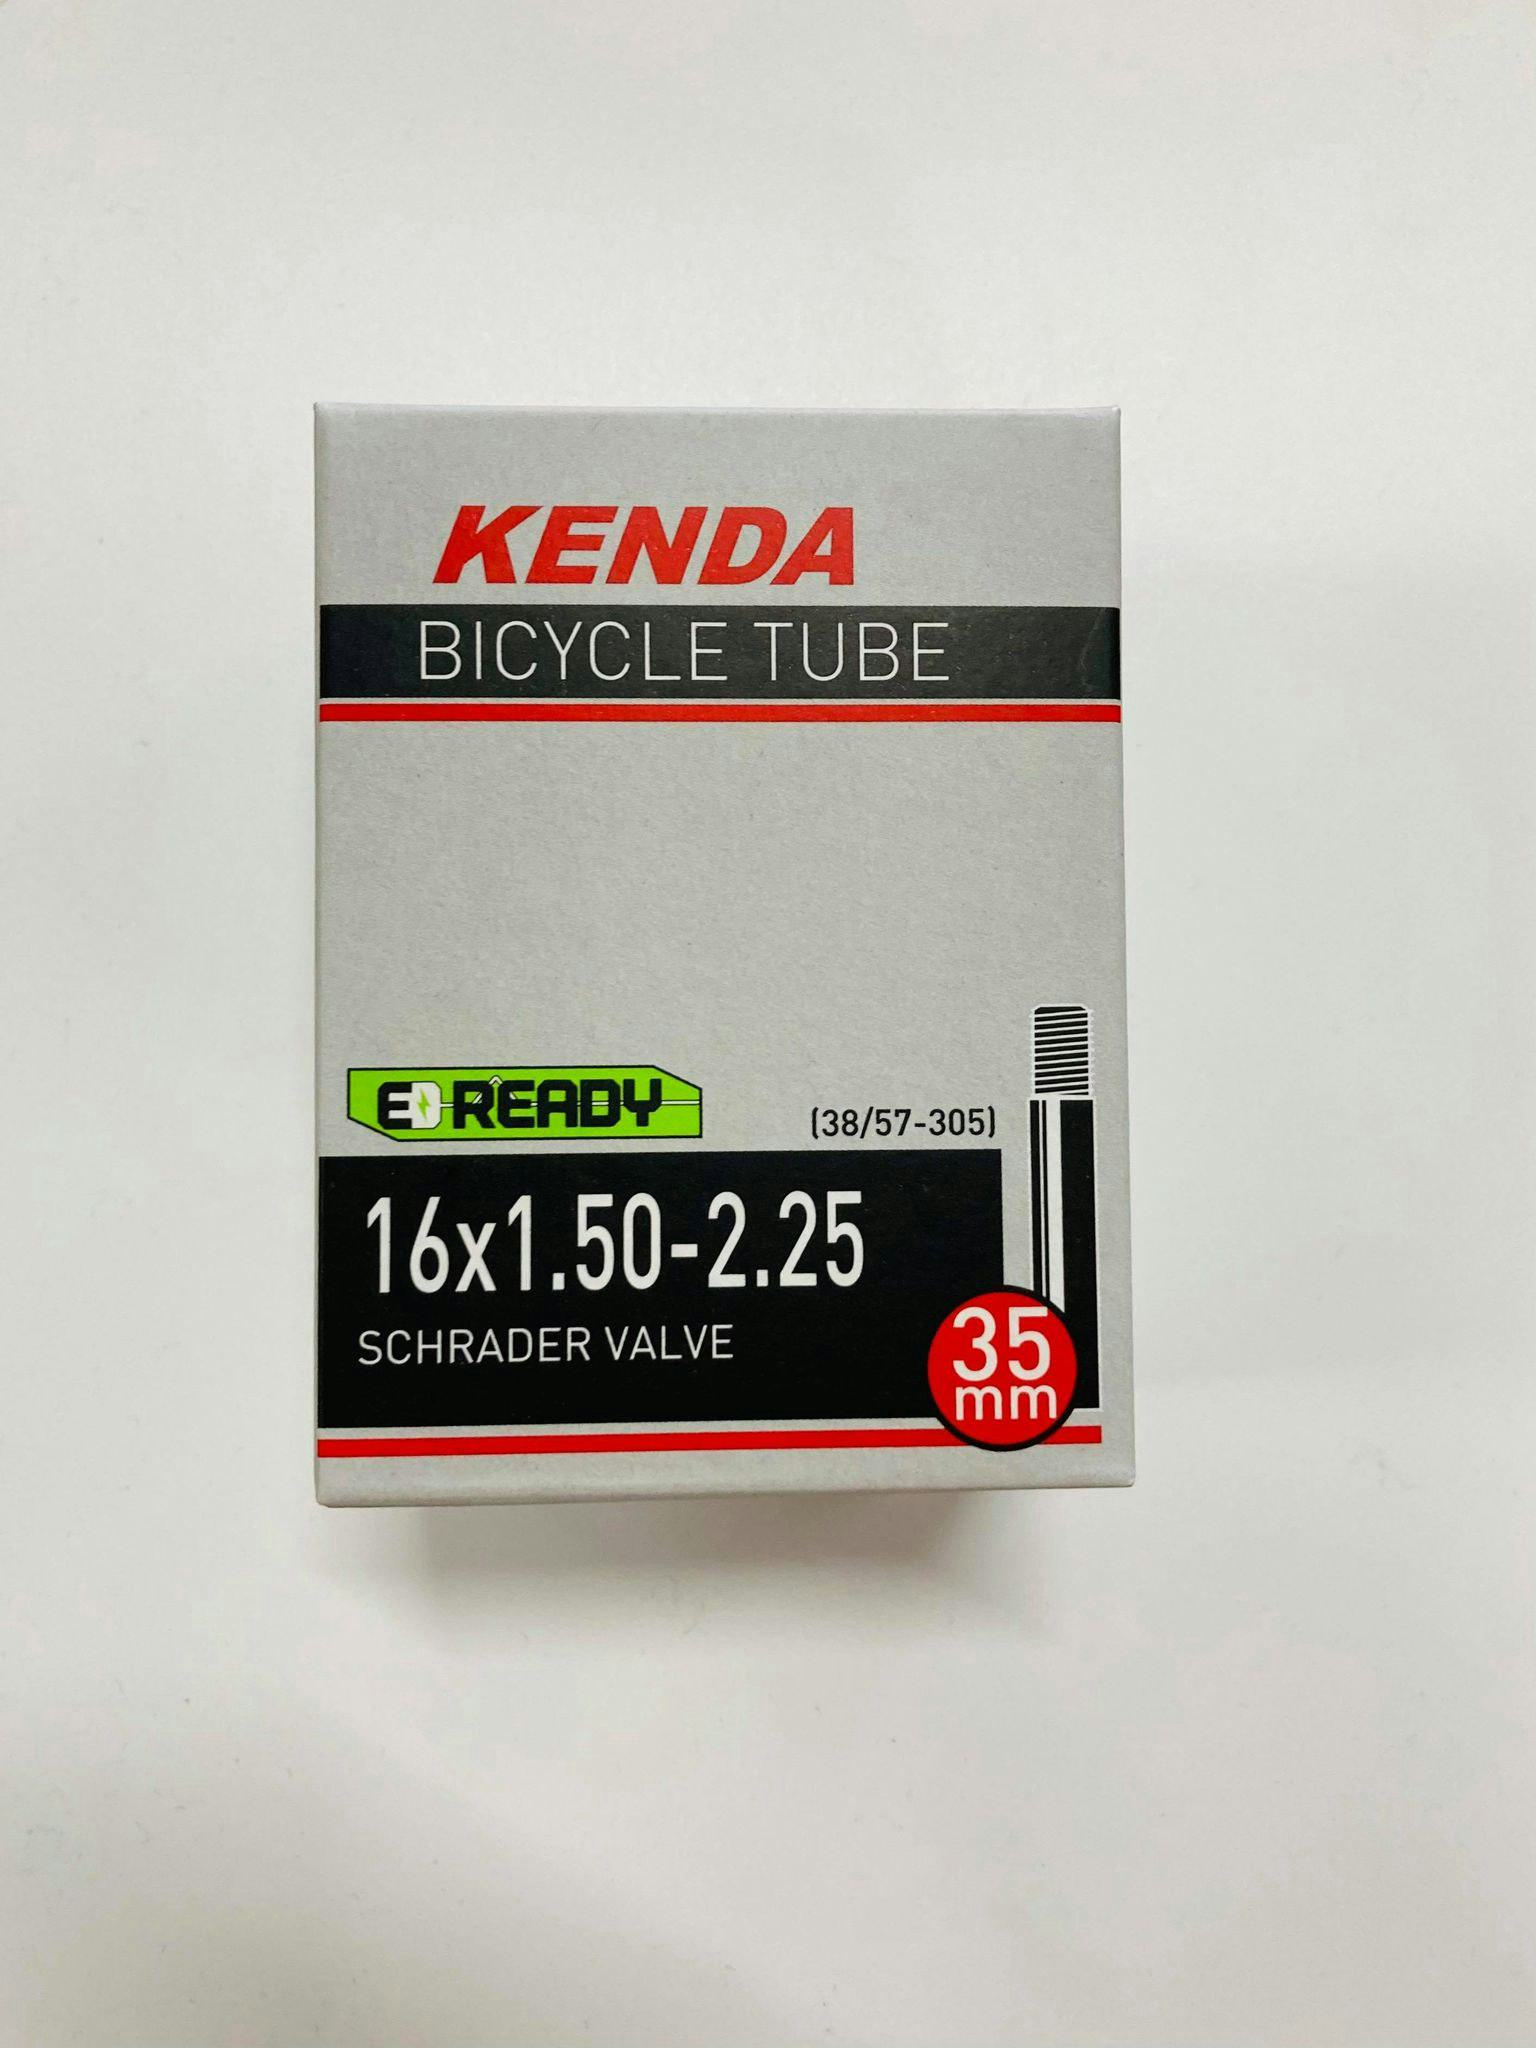 KENDA
BICYCLE TUBE
E READY
(38/57-305)
16x1.50-2.25
SCHRADER VALVE
35
mm